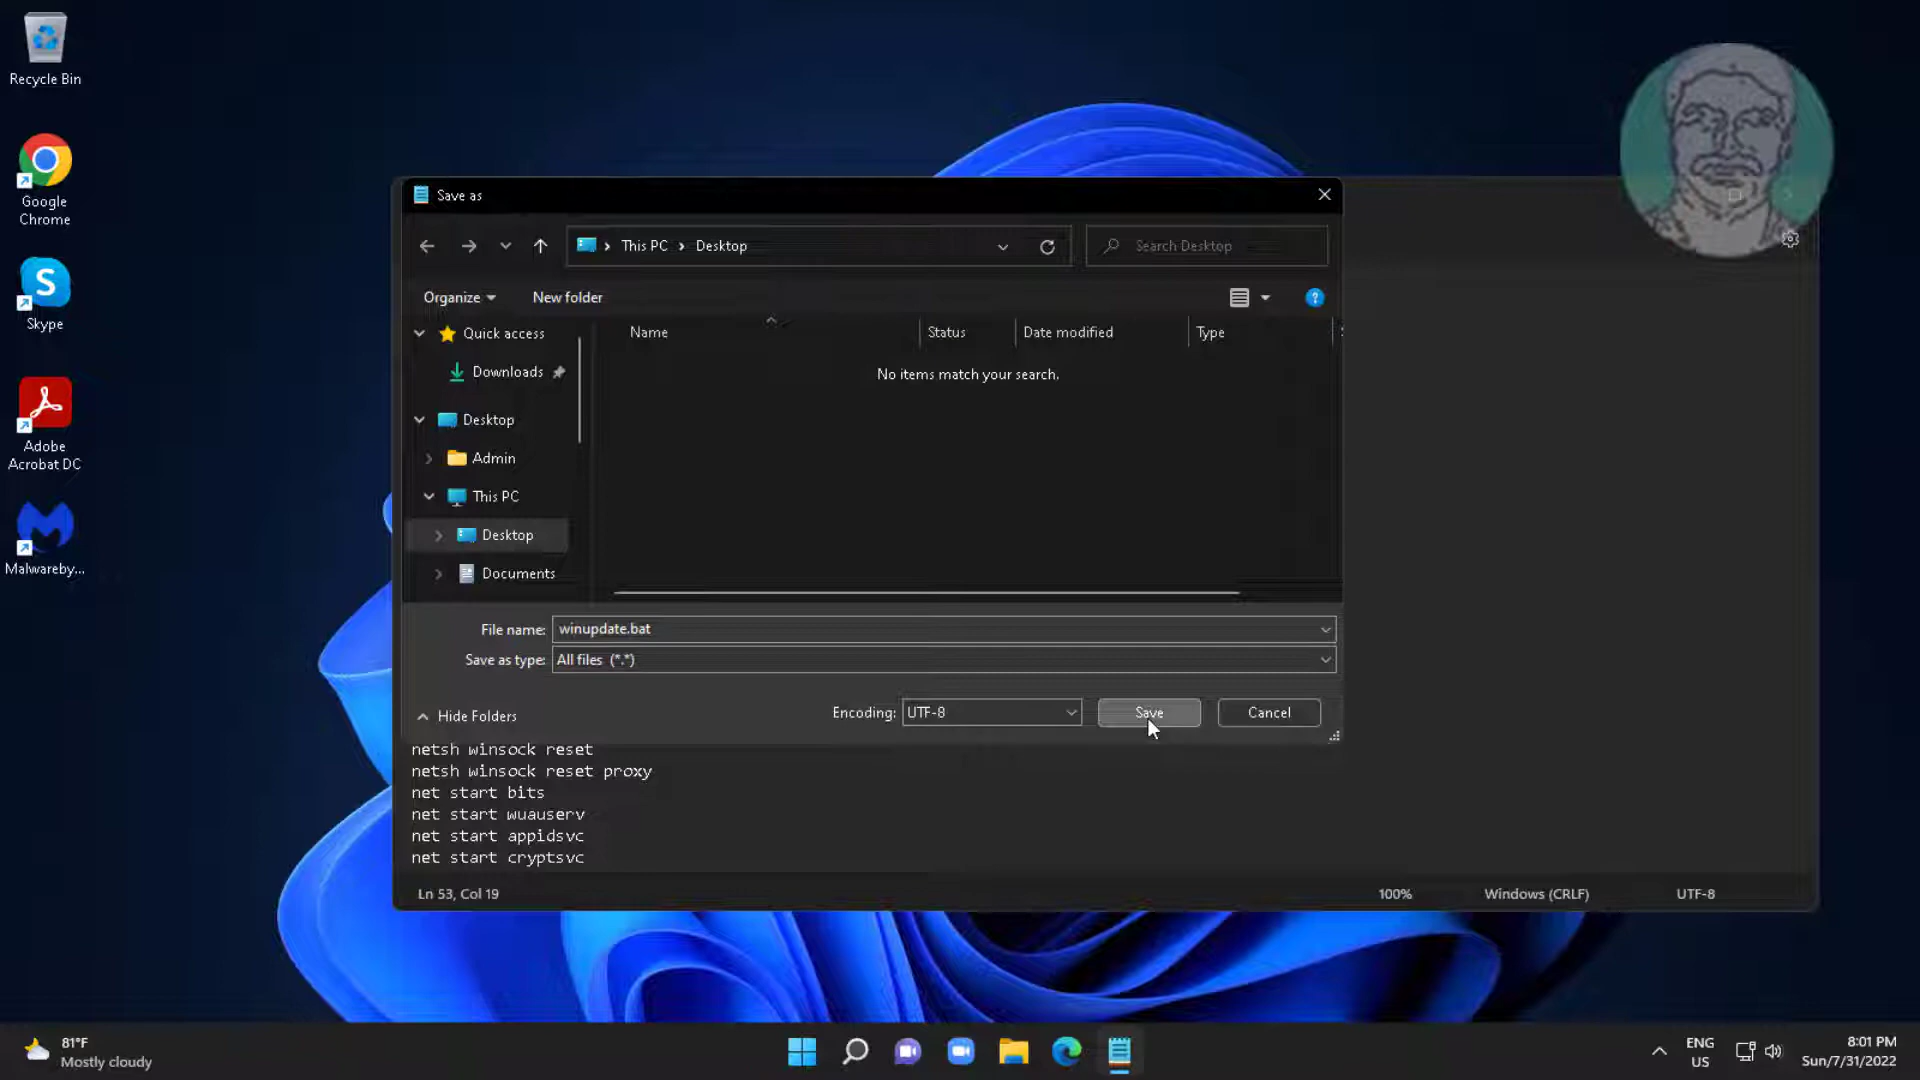 Recycle Bin
Google
Chrome
Skype
Adobe
Acrobat DC
Malwareby...
Save as
This PC > Desktop
Search Desktop
Organize
New folder
Name
Status
Date modified
Type
Quick access
Downloads
Desktop
Admin
This PC
Desktop
Documents
No items match your search.
File name: winupdate.bat
Save as type: All files (*.*)
Hide Folders
Encoding: UTF-8
Save
Cancel
netsh winsock reset
netsh winsock reset proxy
net start bits
net start wuauserv
net start appidsvc
net start cryptsvc
Ln 53, Col 19
100%
Windows (CRLF)
UTF-8
81°F
Mostly cloudy
ENG
US
8:01 PM
Sun/7/31/2022